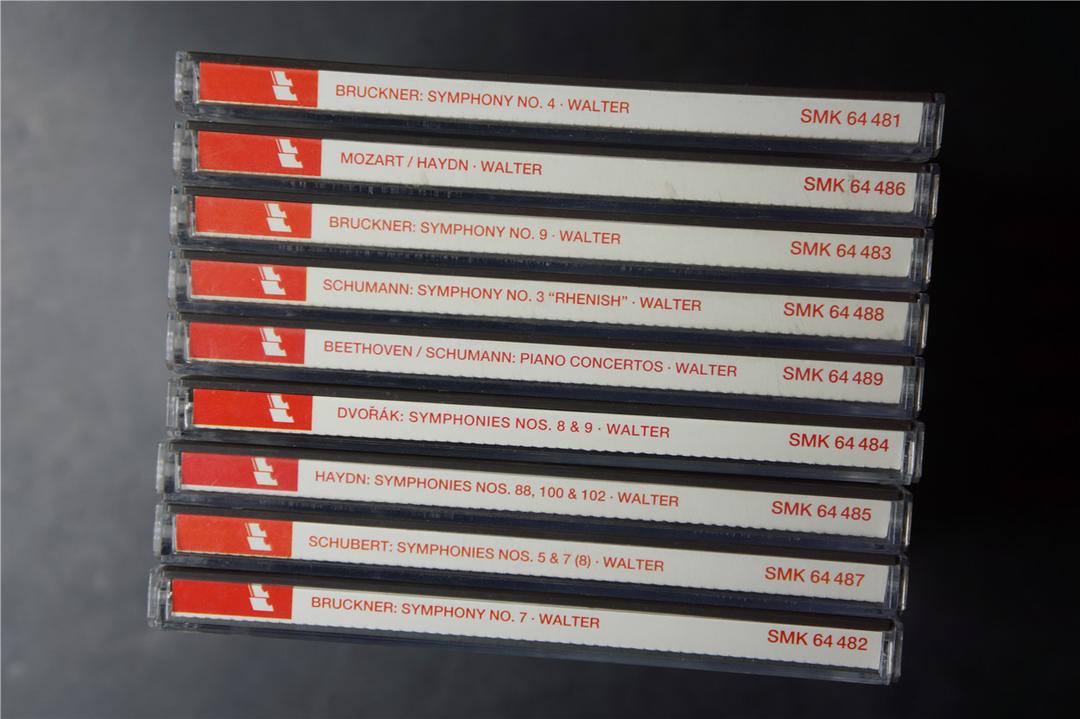 BRUCKNER: SYMPHONY NO. 4 · WALTER SMK 64 481
MOZART / HAYDN · WALTER SMK 64 486
BRUCKNER: SYMPHONY NO. 9 · WALTER SMK 64 483
SCHUMANN: SYMPHONY NO. 3 “RHENISH” · WALTER SMK 64 488
BEETHOVEN / SCHUMANN: PIANO CONCERTOS · WALTER SMK 64 489
DVOŘÁK: SYMPHONIES NOS. 8 & 9 · WALTER SMK 64 484
HAYDN: SYMPHONIES NOS. 88, 100 & 102 · WALTER SMK 64 485
SCHUBERT: SYMPHONIES NOS. 5 & 7 (8) · WALTER SMK 64 487
BRUCKNER: SYMPHONY NO. 7 · WALTER SMK 64 482